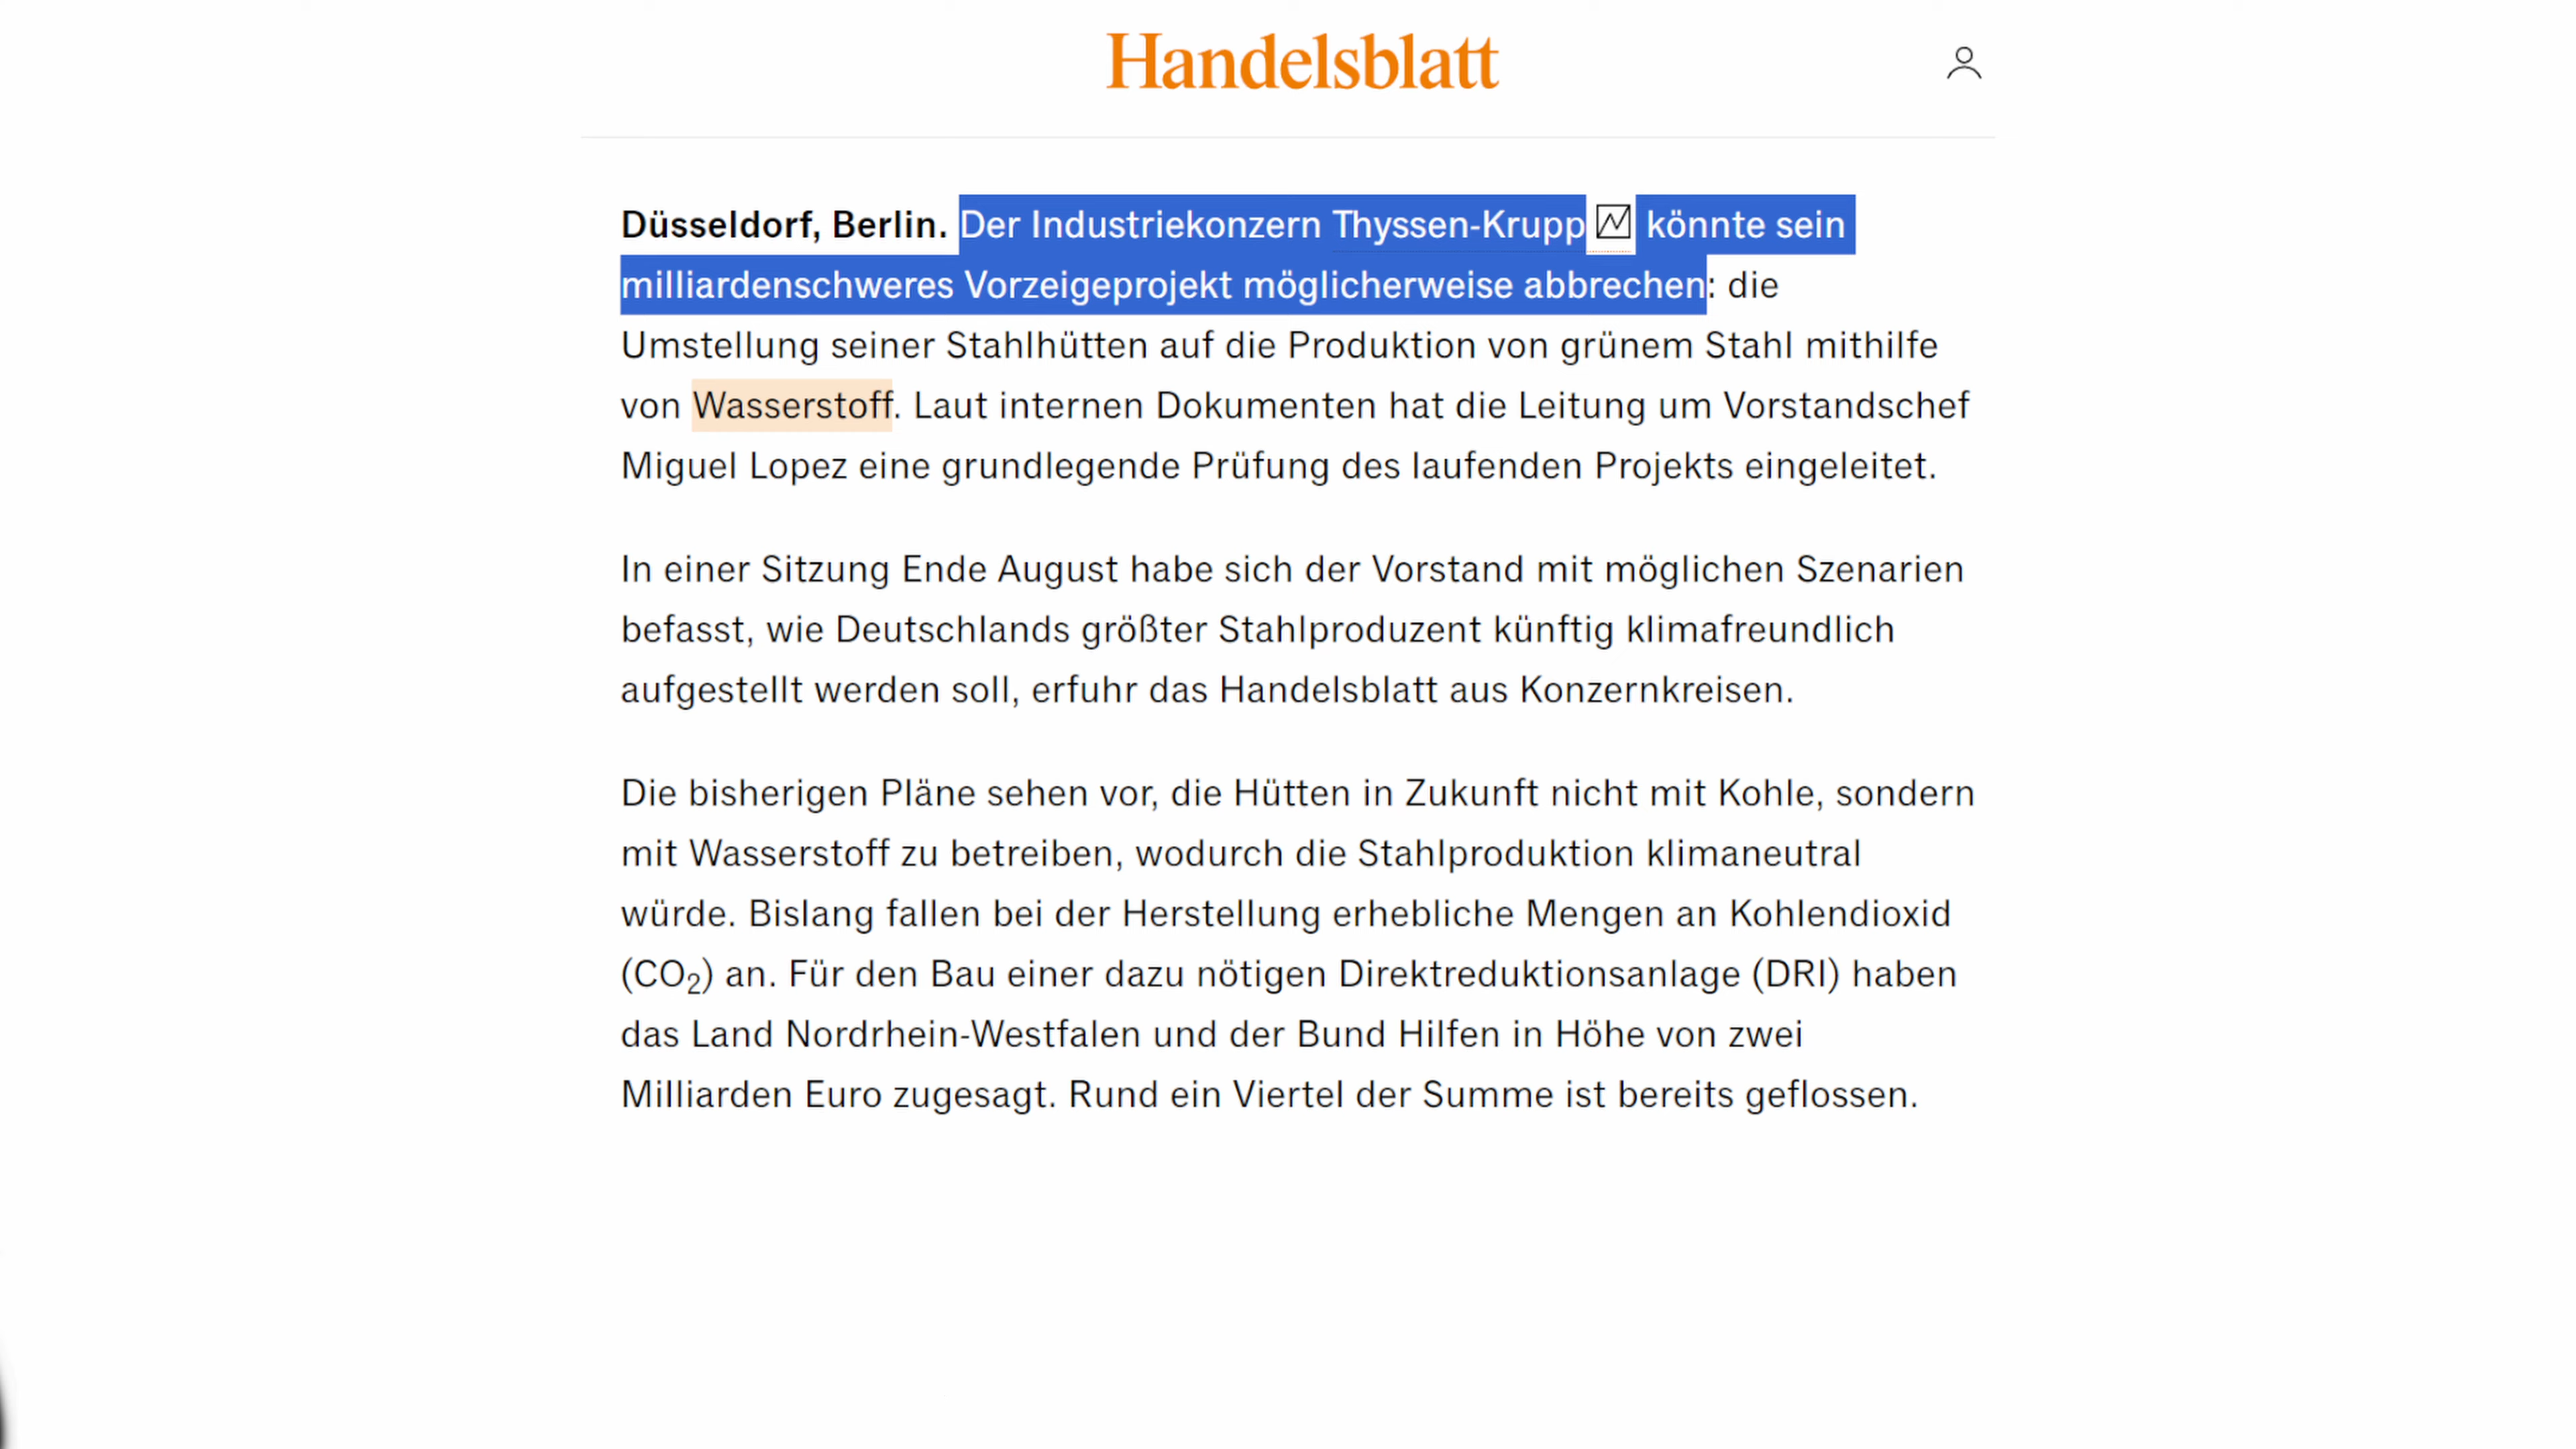 Handelsblatt
Düsseldorf, Berlin. Der Industriekonzern Thyssen-Krupp könnte sein
milliardenschweres Vorzeigeprojekt möglicherweise abbrechen: die
Umstellung seiner Stahlhütten auf die Produktion von grünem Stahl mithilfe
von Wasserstoff. Laut internen Dokumenten hat die Leitung um Vorstandschef
Miguel Lopez eine grundlegende Prüfung des laufenden Projekts eingeleitet.
In einer Sitzung Ende August habe sich der Vorstand mit möglichen Szenarien
befasst, wie Deutschlands größter Stahlproduzent künftig klimafreundlich
aufgestellt werden soll, erfuhr das Handelsblatt aus Konzernkreisen.
Die bisherigen Pläne sehen vor, die Hütten in Zukunft nicht mit Kohle, sondern
mit Wasserstoff zu betreiben, wodurch die Stahlproduktion klimaneutral
würde. Bislang fallen bei der Herstellung erhebliche Mengen an Kohlendioxid
(CO₂) an. Für den Bau einer dazu nötigen Direktreduktionsanlage (DRI) haben
das Land Nordrhein-Westfalen und der Bund Hilfen in Höhe von zwei
Milliarden Euro zugesagt. Rund ein Viertel der Summe ist bereits geflossen.